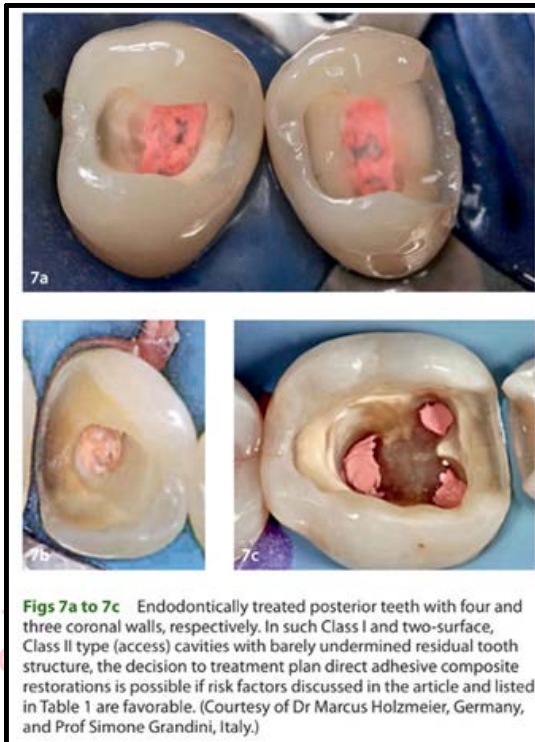 7a
7b
7c
Figs 7a to 7c Endodontically treated posterior teeth with four and
three coronal walls, respectively. In such Class I and two-surface,
Class II type (access) cavities with barely undermined residual tooth
structure, the decision to treatment plan direct adhesive composite
restorations is possible if risk factors discussed in the article and listed
in Table 1 are favorable. (Courtesy of Dr Marcus Holzmeier, Germany,
and Prof Simone Grandini, Italy.)